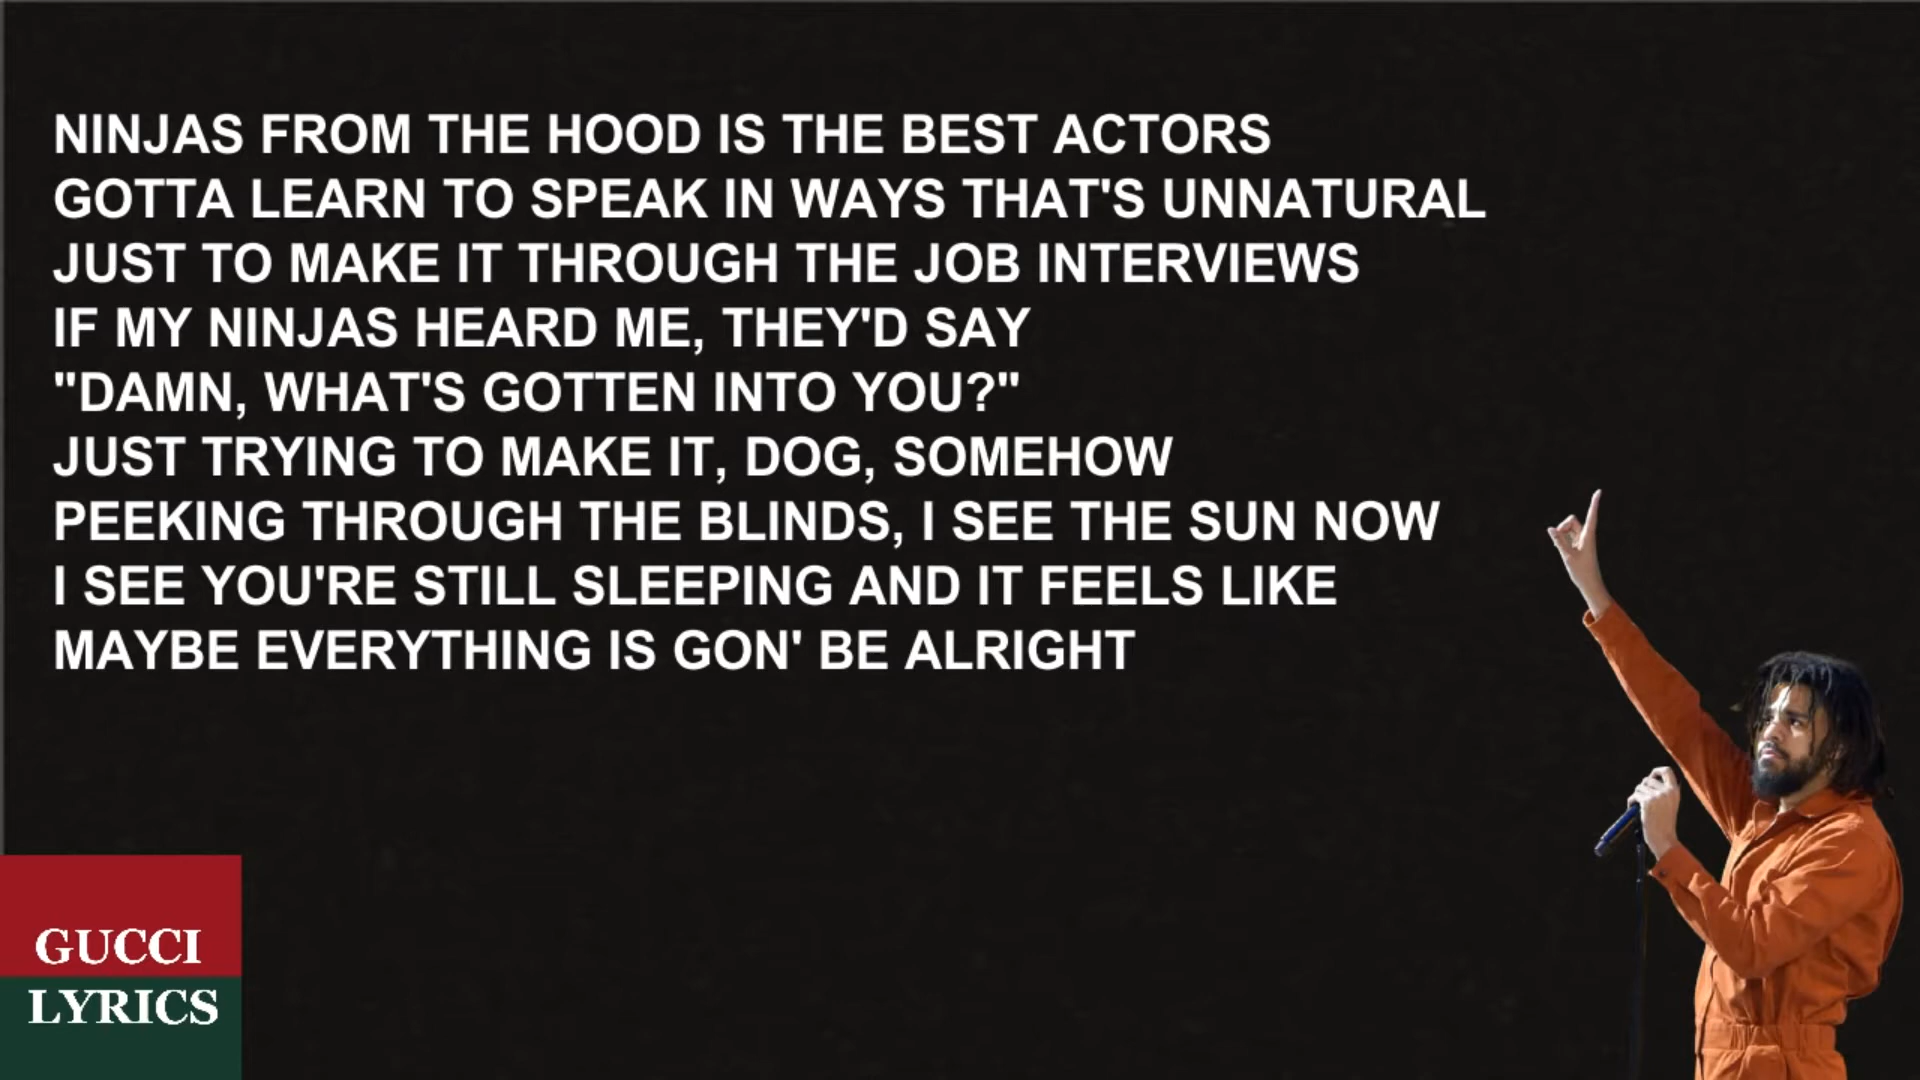 NINJAS FROM THE HOOD IS THE BEST ACTORS
GOTTA LEARN TO SPEAK IN WAYS THAT'S UNNATURAL
JUST TO MAKE IT THROUGH THE JOB INTERVIEWS
IF MY NINJAS HEARD ME, THEY'D SAY
"DAMN, WHAT'S GOTTEN INTO YOU?"
JUST TRYING TO MAKE IT, DOG, SOMEHOW
PEEKING THROUGH THE BLINDS, I SEE THE SUN NOW
I SEE YOU'RE STILL SLEEPING AND IT FEELS LIKE
MAYBE EVERYTHING IS GON' BE ALRIGHT
GUCCI
LYRICS